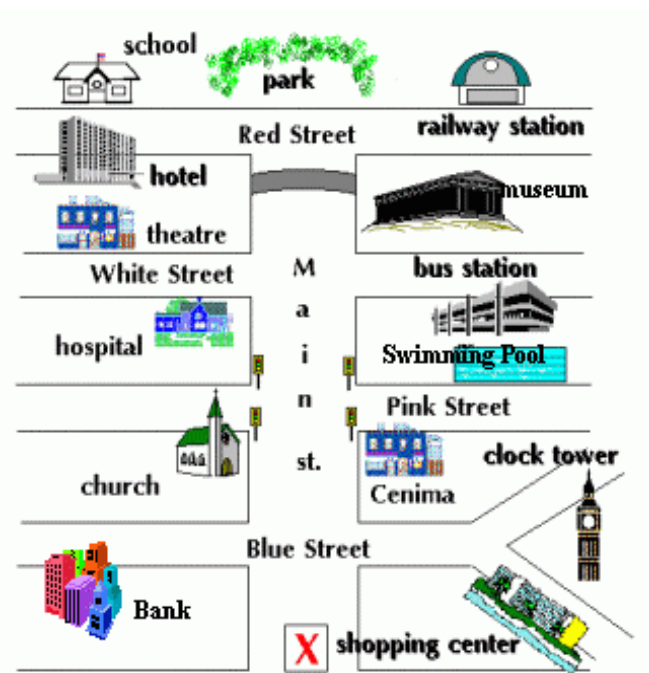 school
park
Red Street
railway station
hotel
museum
theatre
White Street
M
bus station
a
hospital
i
Swimming Pool
n
Pink Street
st.
clock tower
church
Cenima
Blue Street
Bank
X
shopping center